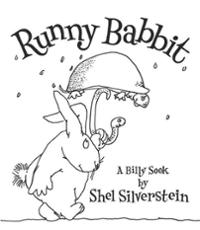 Runny Babbit
A Billy Sook
by
Shel Silverstein